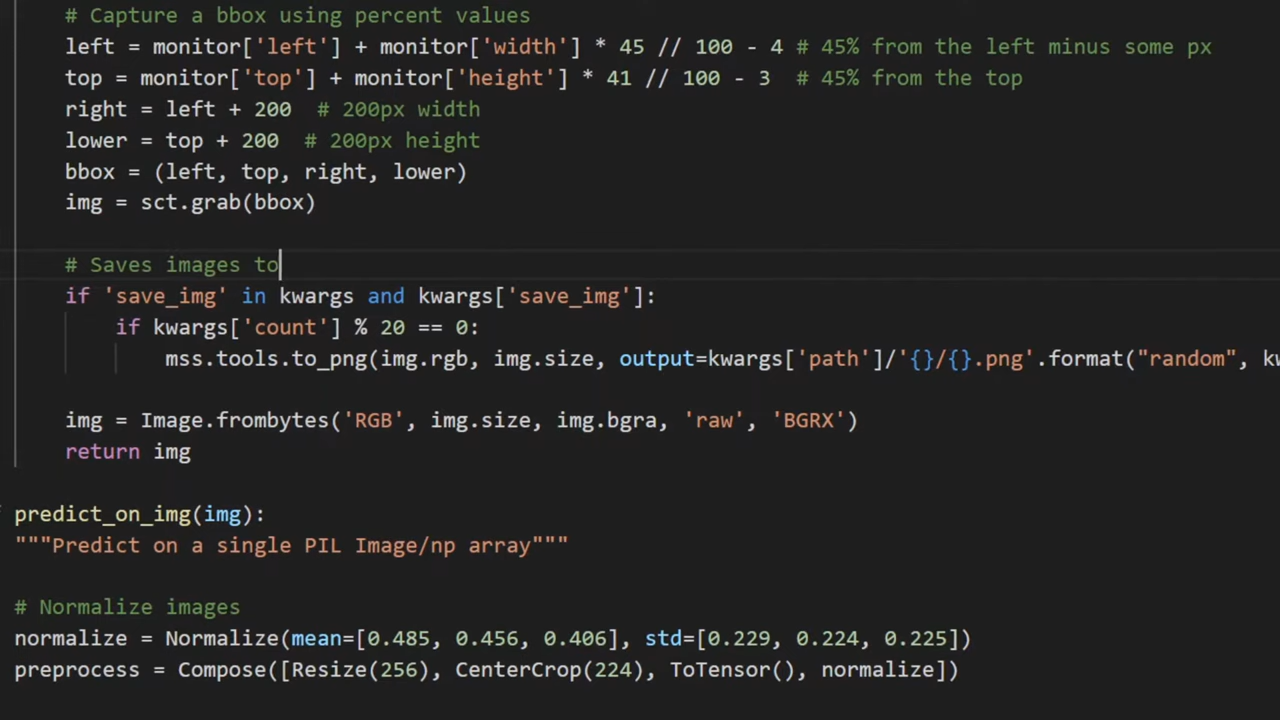 # Capture a bbox using percent values
left = monitor['left'] + monitor['width'] * 45 // 100 - 4 # 45% from the left minus some px
top = monitor['top'] + monitor['height'] * 41 // 100 - 3  # 45% from the top
right = left + 200  # 200px width
lower = top + 200  # 200px height
bbox = (left, top, right, lower)
img = sct.grab(bbox)
# Saves images to
if 'save_img' in kwargs and kwargs['save_img']:
if kwargs['count'] % 20 == 0:
mss.tools.to_png(img.rgb, img.size, output=kwargs['path']/'{}/{}.png'.format("random", kw
img = Image.frombytes('RGB', img.size, img.bgra, 'raw', 'BGRX')
return img
predict_on_img(img):
"""Predict on a single PIL Image/np array"""
# Normalize images
normalize = Normalize(mean=[0.485, 0.456, 0.406], std=[0.229, 0.224, 0.225])
preprocess = Compose([Resize(256), CenterCrop(224), ToTensor(), normalize])